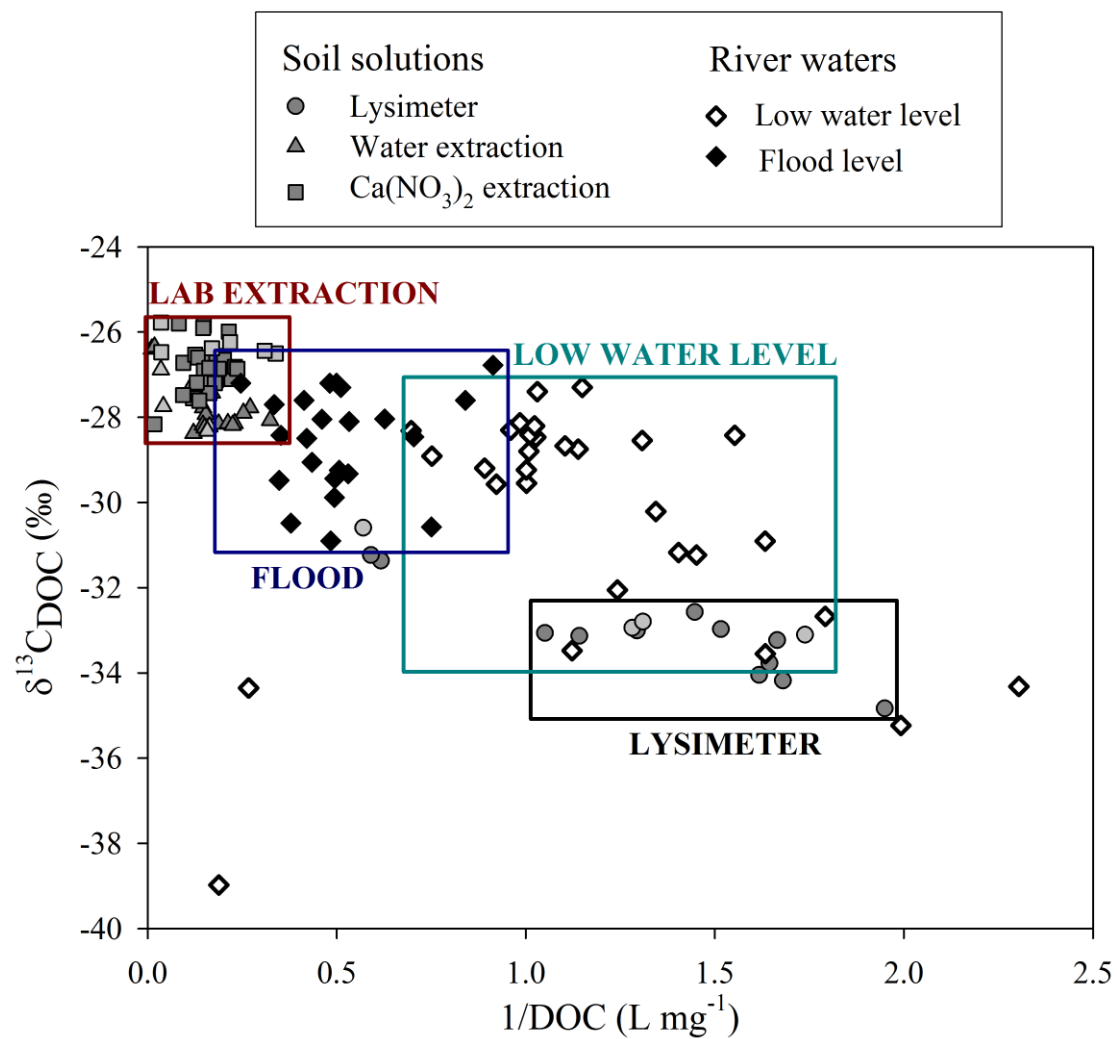 Soil solutions
Lysimeter
Water extraction
Ca(NO₃)₂ extraction
River waters
Low water level
Flood level
-24
-26
-28
-30
-32
-34
-36
-38
-40
δ¹³C DOC (‰)
LAB EXTRACTION
LOW WATER LEVEL
FLOOD
LYSIMETER
0.0 0.5 1.0 1.5 2.0 2.5
1/DOC (L mg⁻¹)